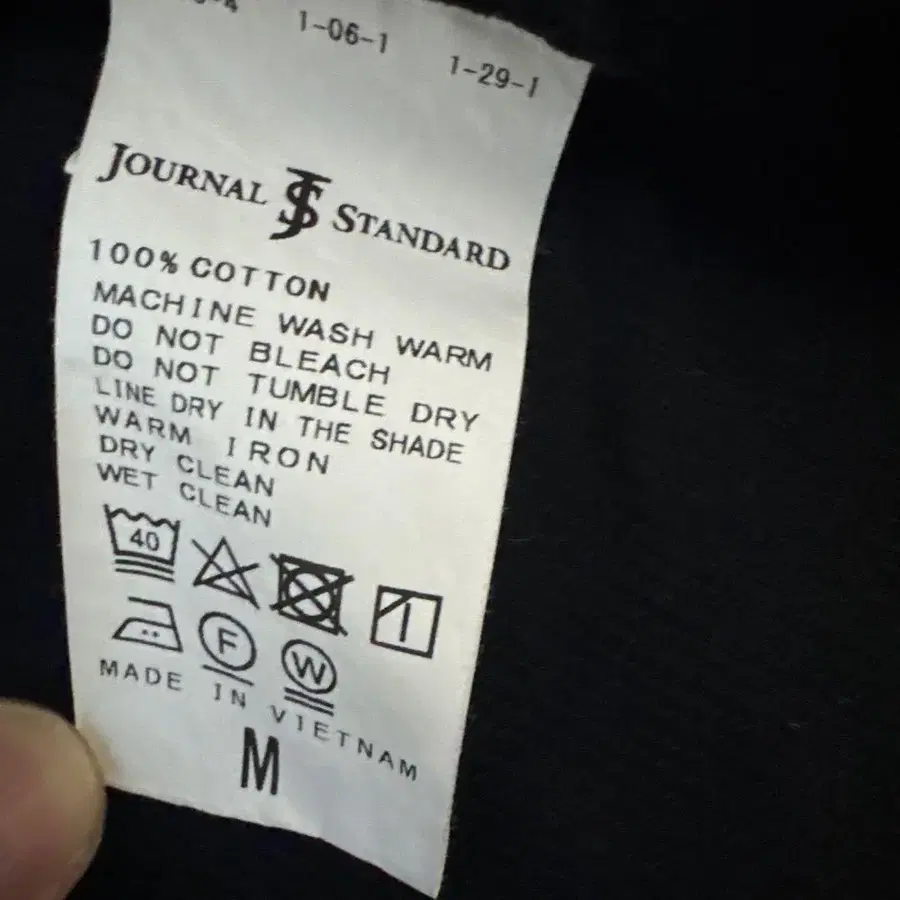 1-06-1
1-29-1
JOURNAL JS STANDARD
100% COTTON
MACHINE WASH WARM
DO NOT BLEACH
DO NOT TUMBLE DRY
LINE DRY IN THE SHADE
WARM IRON
DRY CLEAN
WET CLEAN
40
F
W
MADE IN VIETNAM
M